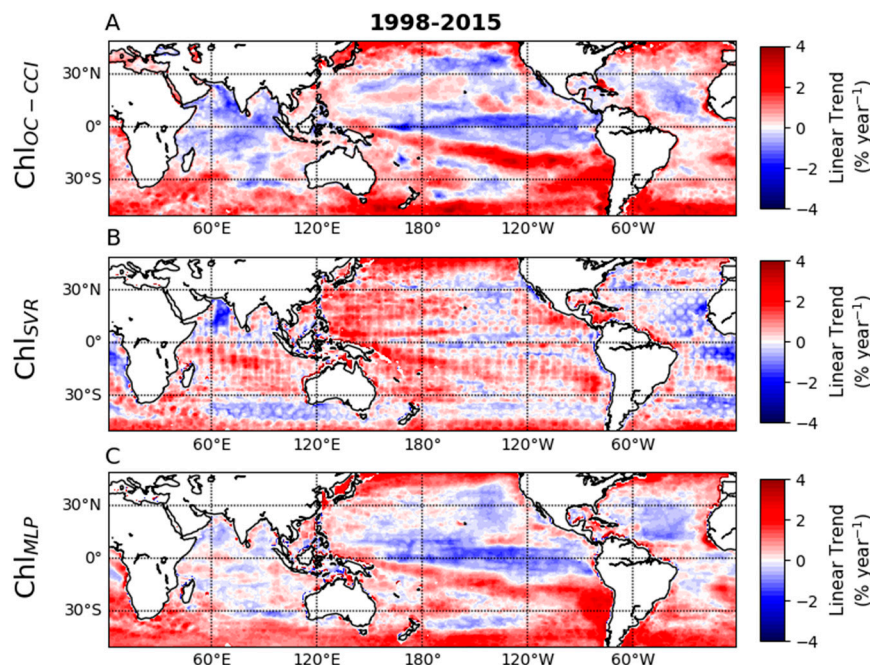 1998-2015
A
Chl_OC−CCI
30°N
0°
30°S
60°E 120°E 180° 120°W 60°W
4
2
0
−2
−4
Linear Trend
(% year⁻¹)
B
Chl_SVR
30°N
0°
30°S
60°E 120°E 180° 120°W 60°W
4
2
0
−2
−4
Linear Trend
(% year⁻¹)
C
Chl_MLP
30°N
0°
30°S
60°E 120°E 180° 120°W 60°W
4
2
0
−2
−4
Linear Trend
(% year⁻¹)